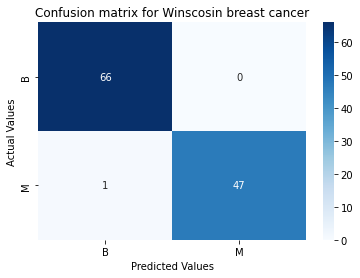 Confusion matrix for Winscosin breast cancer
Actual Values
B
66
0
M
1
47
B
M
Predicted Values
60
50
40
30
20
10
0